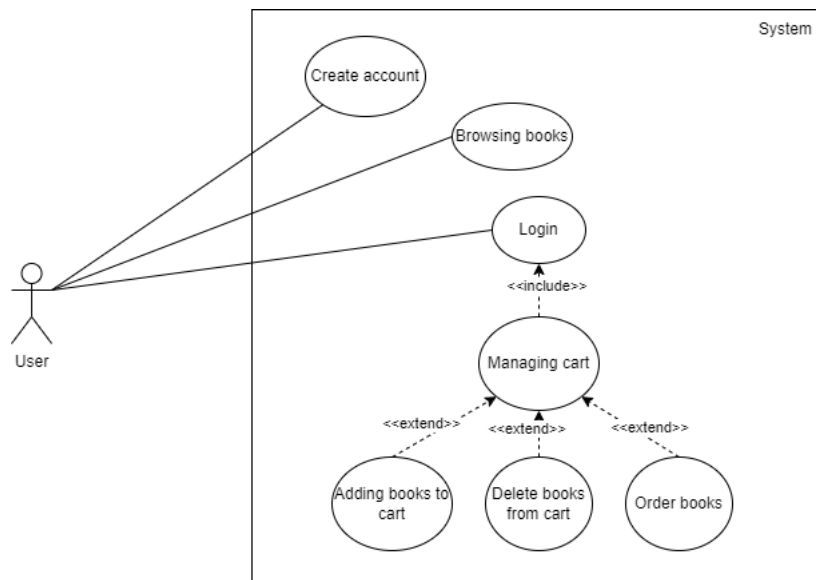 System
Create account
Browsing books
Login
<<include>>
User
Managing cart
<<extend>>
<<extend>>
<<extend>>
Adding books to
cart
Delete books
from cart
Order books